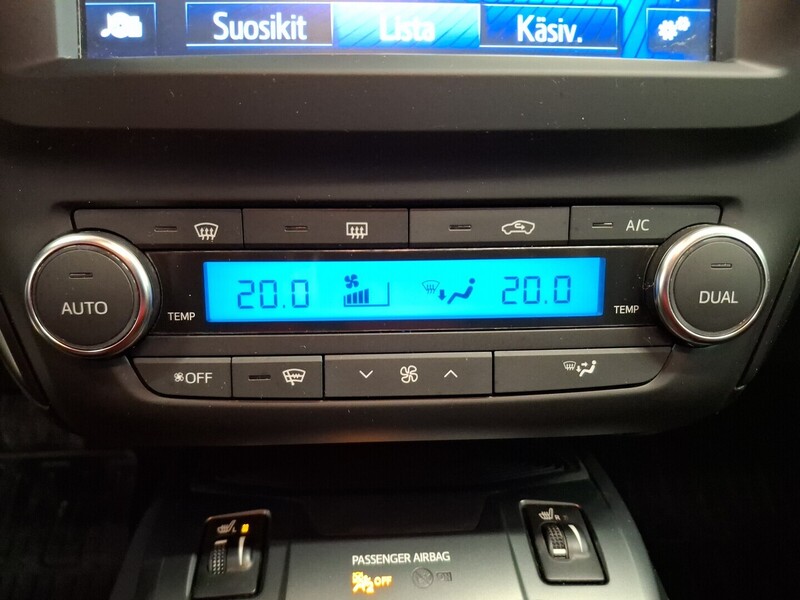 Suosikit Lista Käsiv.
A/C
AUTO
TEMP
20.0
20.0
TEMP
DUAL
OFF
L
R
PASSENGER AIRBAG
OFF